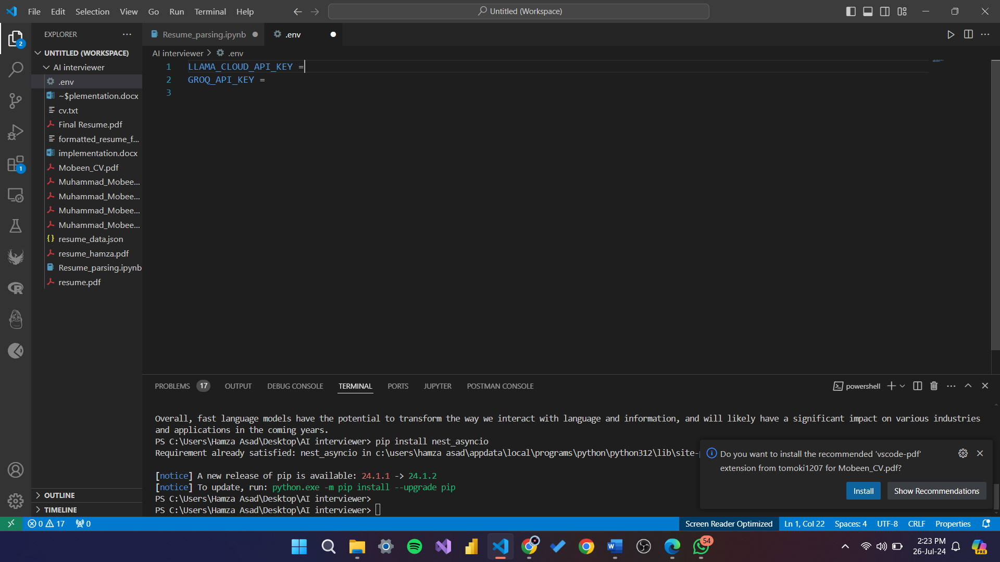 File Edit Selection View Go Run Terminal Help
Untitled (Workspace)
EXPLORER
2
Resume_parsing.ipynb
.env
UNTITLED (WORKSPACE)
AI interviewer
.env
~$plementation.docx
cv.txt
Final Resume.pdf
formatted_resume_f...
implementation.docx
Mobeen_CV.pdf
Muhammad_Mobee...
Muhammad_Mobee...
Muhammad_Mobee...
Muhammad_Mobee...
resume_data.json
resume_hamza.pdf
Resume_parsing.ipynb
resume.pdf
1
OUTLINE
TIMELINE
AI interviewer > .env
1 LLAMA_CLOUD_API_KEY =
2 GROQ_API_KEY =
3
PROBLEMS 17 OUTPUT DEBUG CONSOLE TERMINAL PORTS JUPYTER POSTMAN CONSOLE
powershell
Overall, fast language models have the potential to transform the way we interact with language and information, and will likely have a significant impact on various industries
and applications in the coming years.
PS C:\Users\Hamza Asad\Desktop\AI interviewer> pip install nest_asyncio
Requirement already satisfied: nest_asyncio in c:\users\hamza asad\appdata\local\programs\python\python312\lib\site-
[notice] A new release of pip is available: 24.1.1 -> 24.1.2
[notice] To update, run: python.exe -m pip install --upgrade pip
PS C:\Users\Hamza Asad\Desktop\AI interviewer>
PS C:\Users\Hamza Asad\Desktop\AI interviewer>
Do you want to install the recommended 'vscode-pdf'
extension from tomoki1207 for Mobeen_CV.pdf?
Install
Show Recommendations
0 17 0
Screen Reader Optimized Ln 1, Col 22 Spaces: 4 UTF-8 CRLF Properties
54
2:23 PM
26-Jul-24
PRE